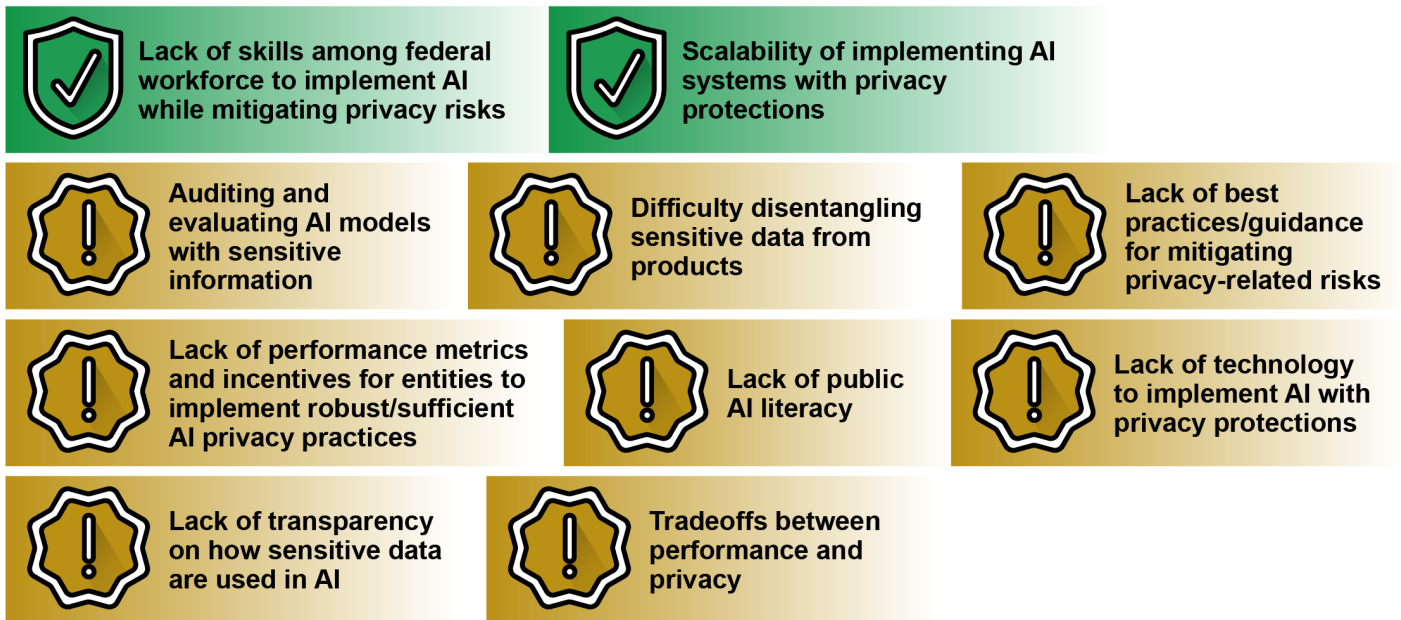 Lack of skills among federal
workforce to implement AI
while mitigating privacy risks
Scalability of implementing AI
systems with privacy
protections
Auditing and
evaluating AI models
with sensitive
information
Difficulty disentangling
sensitive data from
products
Lack of best
practices/guidance
for mitigating
privacy-related risks
Lack of performance metrics
and incentives for entities to
implement robust/sufficient
AI privacy practices
Lack of public
AI literacy
Lack of technology
to implement AI with
privacy protections
Lack of transparency
on how sensitive data
are used in AI
Tradeoffs between
performance and
privacy